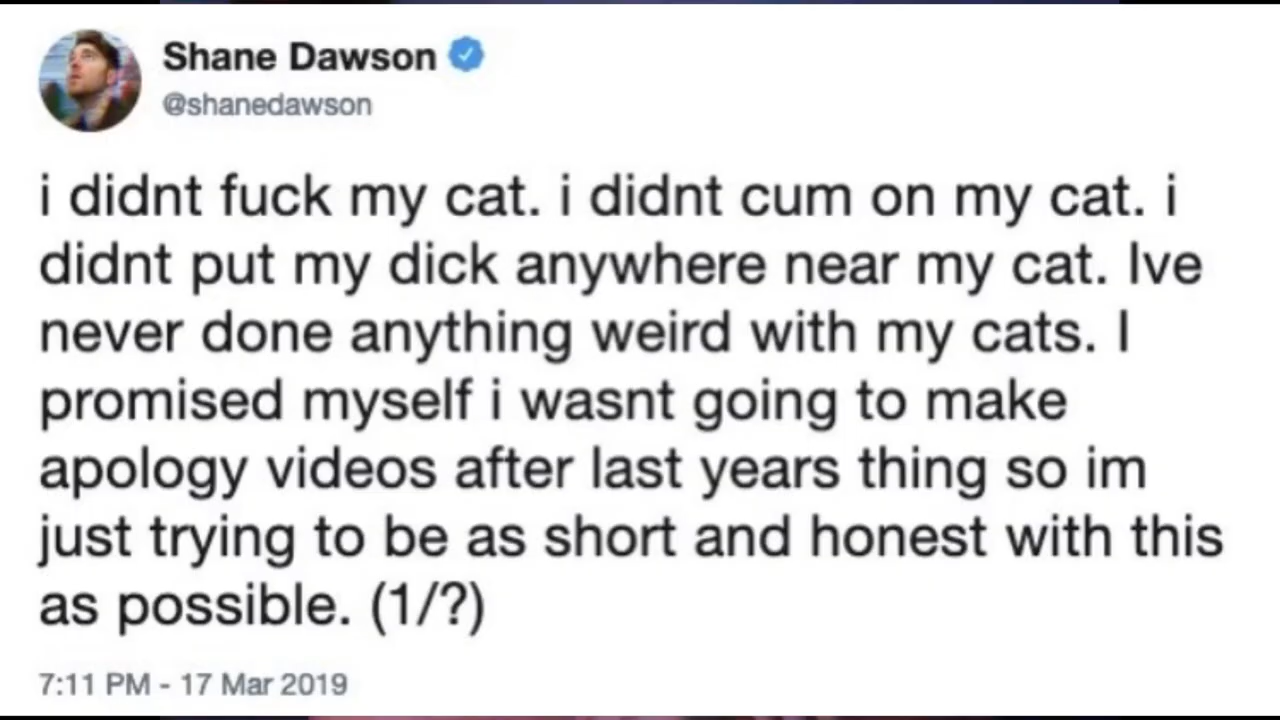 Shane Dawson
@shanedawson
i didnt fuck my cat. i didnt cum on my cat. i
didnt put my dick anywhere near my cat. Ive
never done anything weird with my cats. I
promised myself i wasnt going to make
apology videos after last years thing so im
just trying to be as short and honest with this
as possible. (1/?)
7:11 PM - 17 Mar 2019